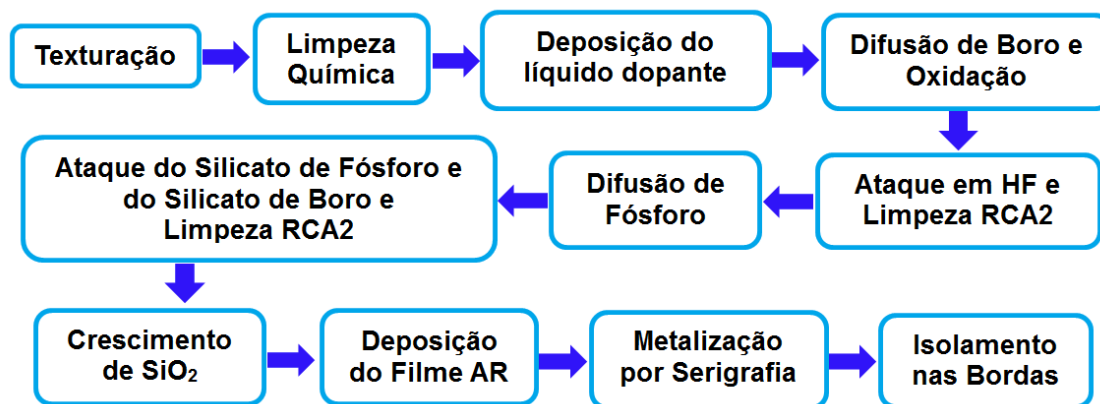 Texturação
Limpeza
Química
Deposição do
líquido dopante
Difusão de Boro e
Oxidação
Ataque em HF e
Limpeza RCA2
Difusão de
Fósforo
Ataque do Silicato de Fósforo e
do Silicato de Boro e
Limpeza RCA2
Crescimento
de SiO₂
Deposição
do Filme AR
Metalização
por Serigrafia
Isolamento
nas Bordas